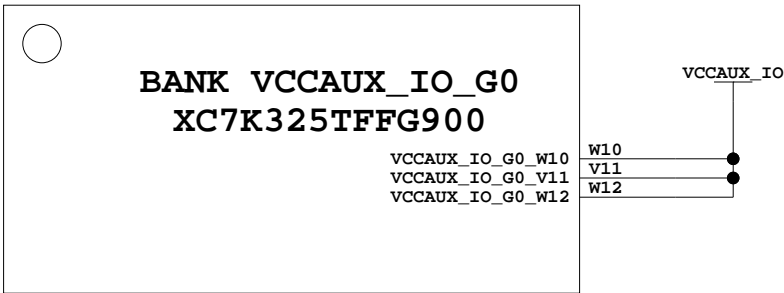 BANK VCCAUX_IO_G0
XC7K325TFFG900
VCCAUX_IO
VCCAUX_IO_G0_W10 W10
VCCAUX_IO_G0_V11 V11
VCCAUX_IO_G0_W12 W12